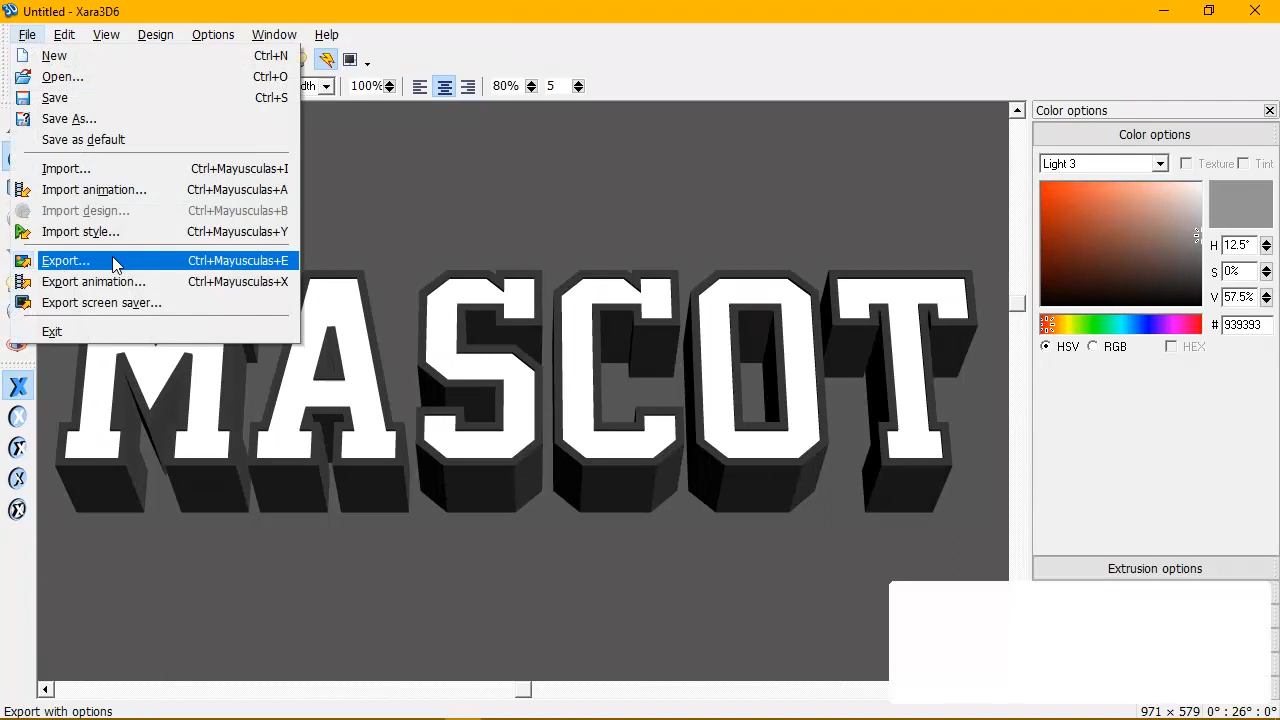 Untitled - Xara3D6
File Edit View Design Options Window Help
New Ctrl+N
Open... Ctrl+O
Save Ctrl+S
Save As...
Save as default
Import... Ctrl+Mayusculas+I
Import animation... Ctrl+Mayusculas+A
Import design... Ctrl+Mayusculas+B
Import style... Ctrl+Mayusculas+Y
Export... Ctrl+Mayusculas+E
Export animation... Ctrl+Mayusculas+X
Export screen saver...
Exit
100% 80% 5
MASCOT
Color options
Color options
Light 3 Texture Tint
H 12.5°
S 0%
V 57.5%
# 939393
HSV RGB HEX
Extrusion options
Export with options
971 × 579 0° : 26° : 0°